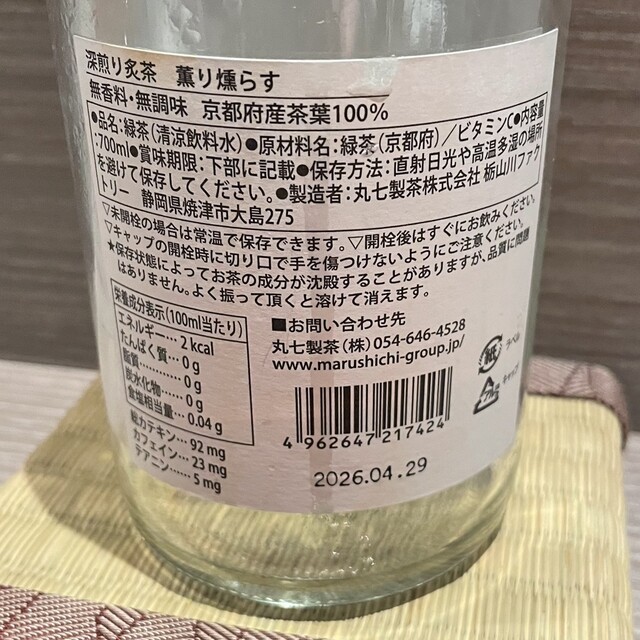 深煎り炙茶 薫り燻らす
無香料・無調味 京都府産茶葉100%
●品名:緑茶(清涼飲料水)●原材料名:緑茶(京都府)/ビタミンC●内容量
:700ml●賞味期限:下部に記載●保存方法:直射日光や高温多湿の場所
を避けて保存してください。●製造者:丸七製茶株式会社 栃山川ファク
トリー 静岡県焼津市大島275
▽未開栓の場合は常温で保存できます。▽開栓後はすぐにお飲みください。
▽キャップの開栓時に切り口で手を傷つけないようにご注意ください。
★保存状態によってお茶の成分が沈殿することがありますが、品質に問題
はありません。よく振って頂くと溶けて消えます。
栄養成分表示(100ml当たり)
エネルギー… 2 kcal
たんぱく質… 0 g
脂質……… 0 g
炭水化物… 0 g
食塩相当量… 0.04 g
総カテキン… 92 mg
カフェイン… 23 mg
テアニン…… 5 mg
■お問い合わせ先
丸七製茶(株) 054-646-4528
www.marushichi-group.jp/
紙 ラベル
キャップ
4 962647 217424
2026.04.29